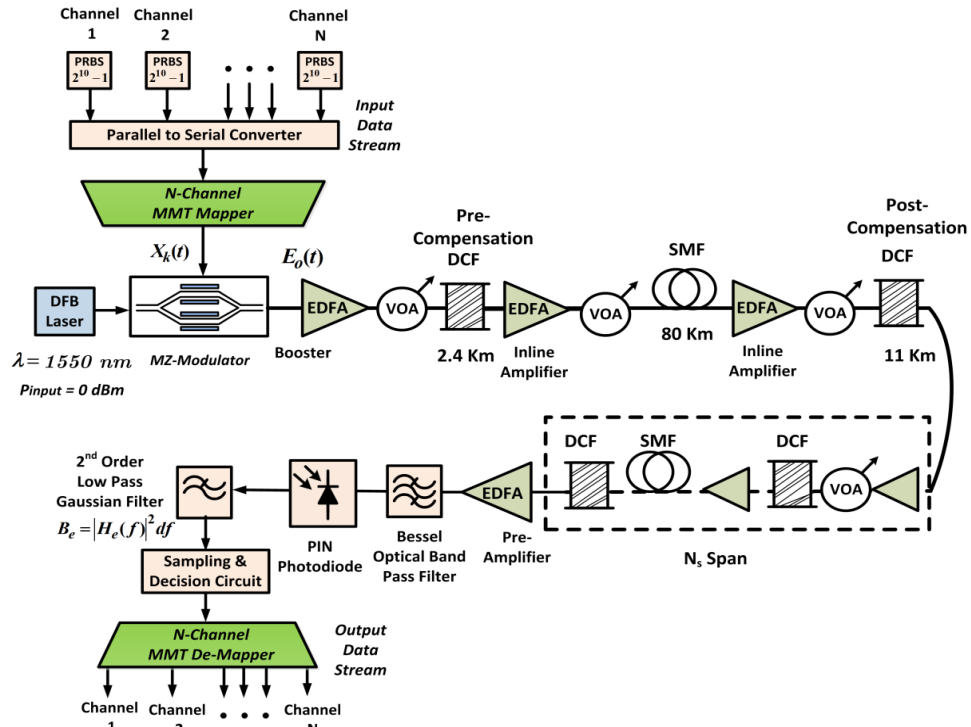 Channel 1
Channel 2
Channel N
PRBS 2^10 − 1
PRBS 2^10 − 1
PRBS 2^10 − 1
Input
Data
Stream
Parallel to Serial Converter
N-Channel
MMT Mapper
X_k(t)
E_o(t)
Pre-
Compensation
DCF
SMF
Post-
Compensation
DCF
DFB
Laser
EDFA
VOA
EDFA
VOA
EDFA
VOA
λ = 1550 nm
Pinput = 0 dBm
MZ-Modulator
Booster
2.4 Km
Inline
Amplifier
80 Km
Inline
Amplifier
11 Km
2nd Order
Low Pass
Gaussian Filter
B_e = |H_e(f)|^2 df
PIN
Photodiode
Bessel
Optical Band
Pass Filter
EDFA
Pre-
Amplifier
DCF
SMF
DCF
VOA
N_s Span
Sampling &
Decision Circuit
N-Channel
MMT De-Mapper
Output
Data
Stream
Channel 1
Channel 2
Channel N